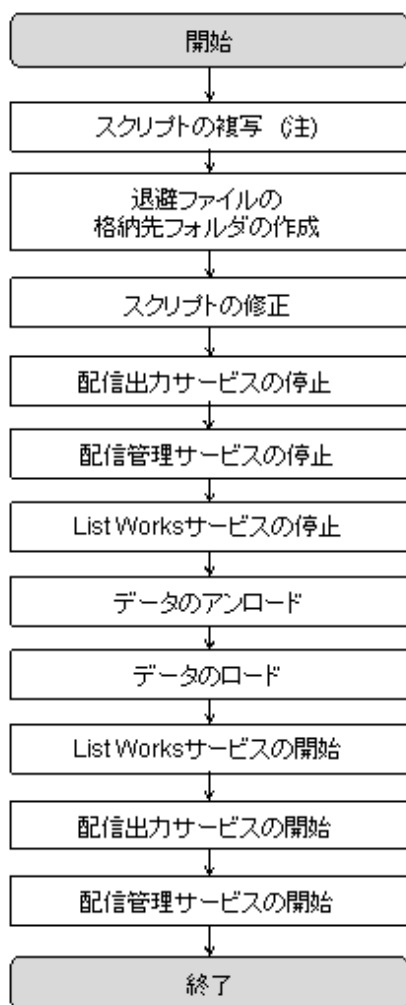 開始
スクリプトの複写 (注)
退避ファイルの
格納先フォルダの作成
スクリプトの修正
配信出力サービスの停止
配信管理サービスの停止
List Worksサービスの停止
データのアンロード
データのロード
List Worksサービスの開始
配信出力サービスの開始
配信管理サービスの開始
終了